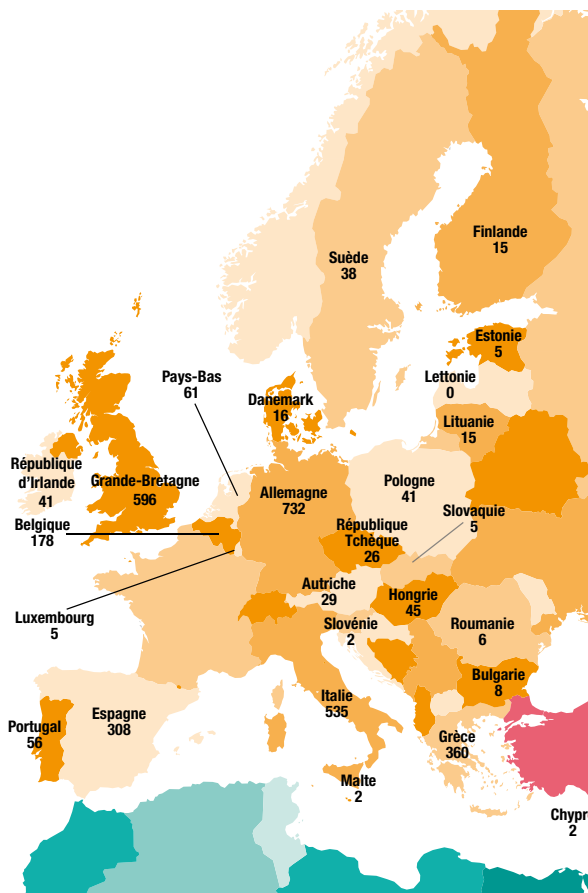 Finlande
15
Suède
38
Estonie
5
Pays-Bas
61
Lettonie
0
Danemark
16
Lituanie
15
République
d'Irlande
41
Grande-Bretagne
596
Allemagne
732
Pologne
41
Slovaquie
5
Belgique
178
République
Tchèque
26
Autriche
29
Hongrie
45
Luxembourg
5
Slovénie
2
Roumanie
6
Bulgarie
8
Portugal
56
Espagne
308
Italie
535
Grèce
360
Malte
2
Chypr
2